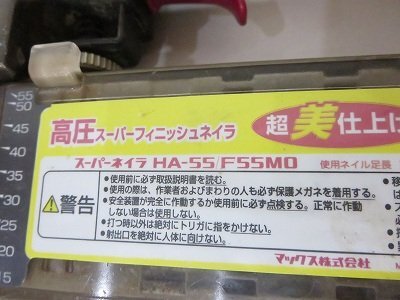 高圧スーパーフィニッシュネイラ
超美仕上げ
スーパーネイラ HA-55/F55MO 使用ネイル足長
警告
●使用前に必ず取扱説明書を読む。
●使用の際は、作業者およびまわりの人も必ず保護メガネを着用する。
●安全装置が完全に作動するか使用前に必ず点検する。正常に作動
しない場合は使用しない。
●打つ時以外は絶対にトリガに指をかけない。
●射出口を絶対に人体に向けない。
マックス株式会社
55
50
45
40
35
30
25
20
15